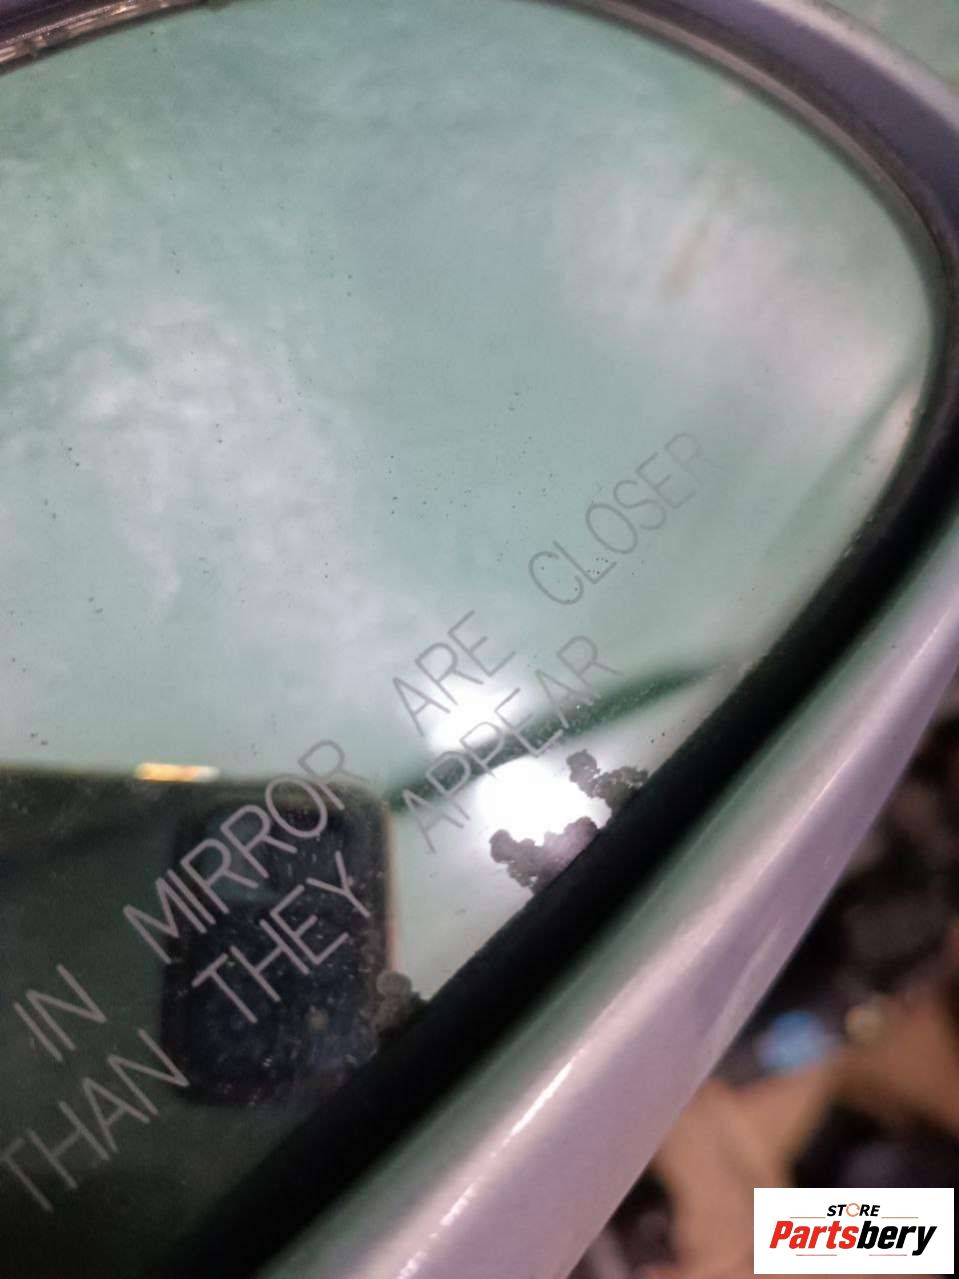 IN MIRROR ARE CLOSER
THAN THEY APPEAR
STORE
Partsbery